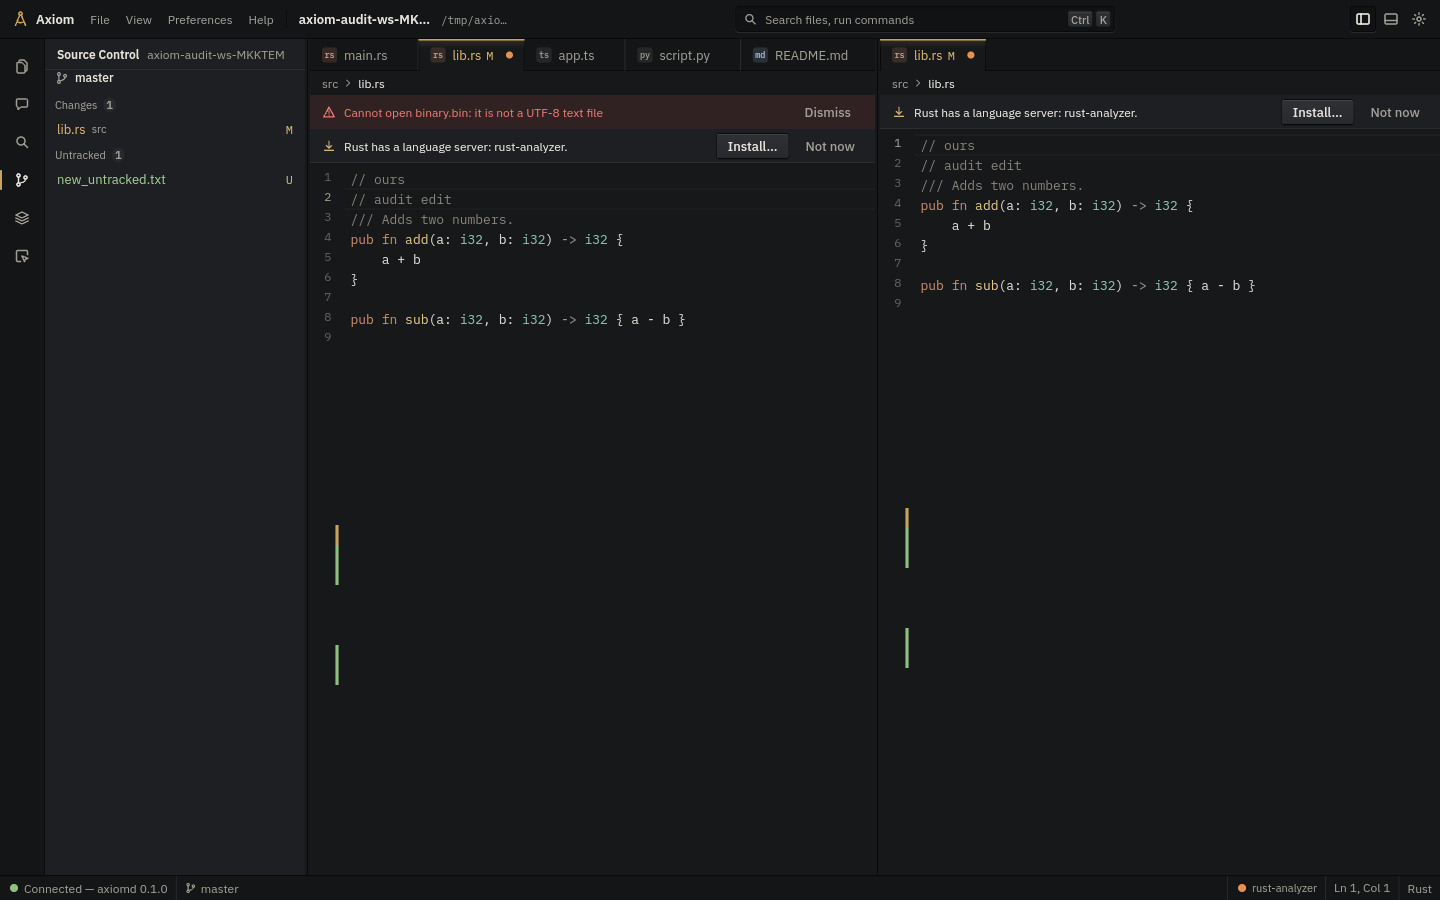 Axiom File View Preferences Help axiom-audit-ws-MK... /tmp/axio... Search files, run commands Ctrl K
Source Control axiom-audit-ws-MKKTEM
master
Changes 1
lib.rs src M
Untracked 1
new_untracked.txt U
rs main.rs rs lib.rs M ts app.ts py script.py md README.md
src > lib.rs
Cannot open binary.bin: it is not a UTF-8 text file Dismiss
Rust has a language server: rust-analyzer. Install... Not now
1 // ours
2 // audit edit
3 /// Adds two numbers.
4 pub fn add(a: i32, b: i32) -> i32 {
5     a + b
6 }
7
8 pub fn sub(a: i32, b: i32) -> i32 { a - b }
9
rs lib.rs M
src > lib.rs
Rust has a language server: rust-analyzer. Install... Not now
1 // ours
2 // audit edit
3 /// Adds two numbers.
4 pub fn add(a: i32, b: i32) -> i32 {
5     a + b
6 }
7
8 pub fn sub(a: i32, b: i32) -> i32 { a - b }
9
Connected — axiomd 0.1.0 master rust-analyzer Ln 1, Col 1 Rust